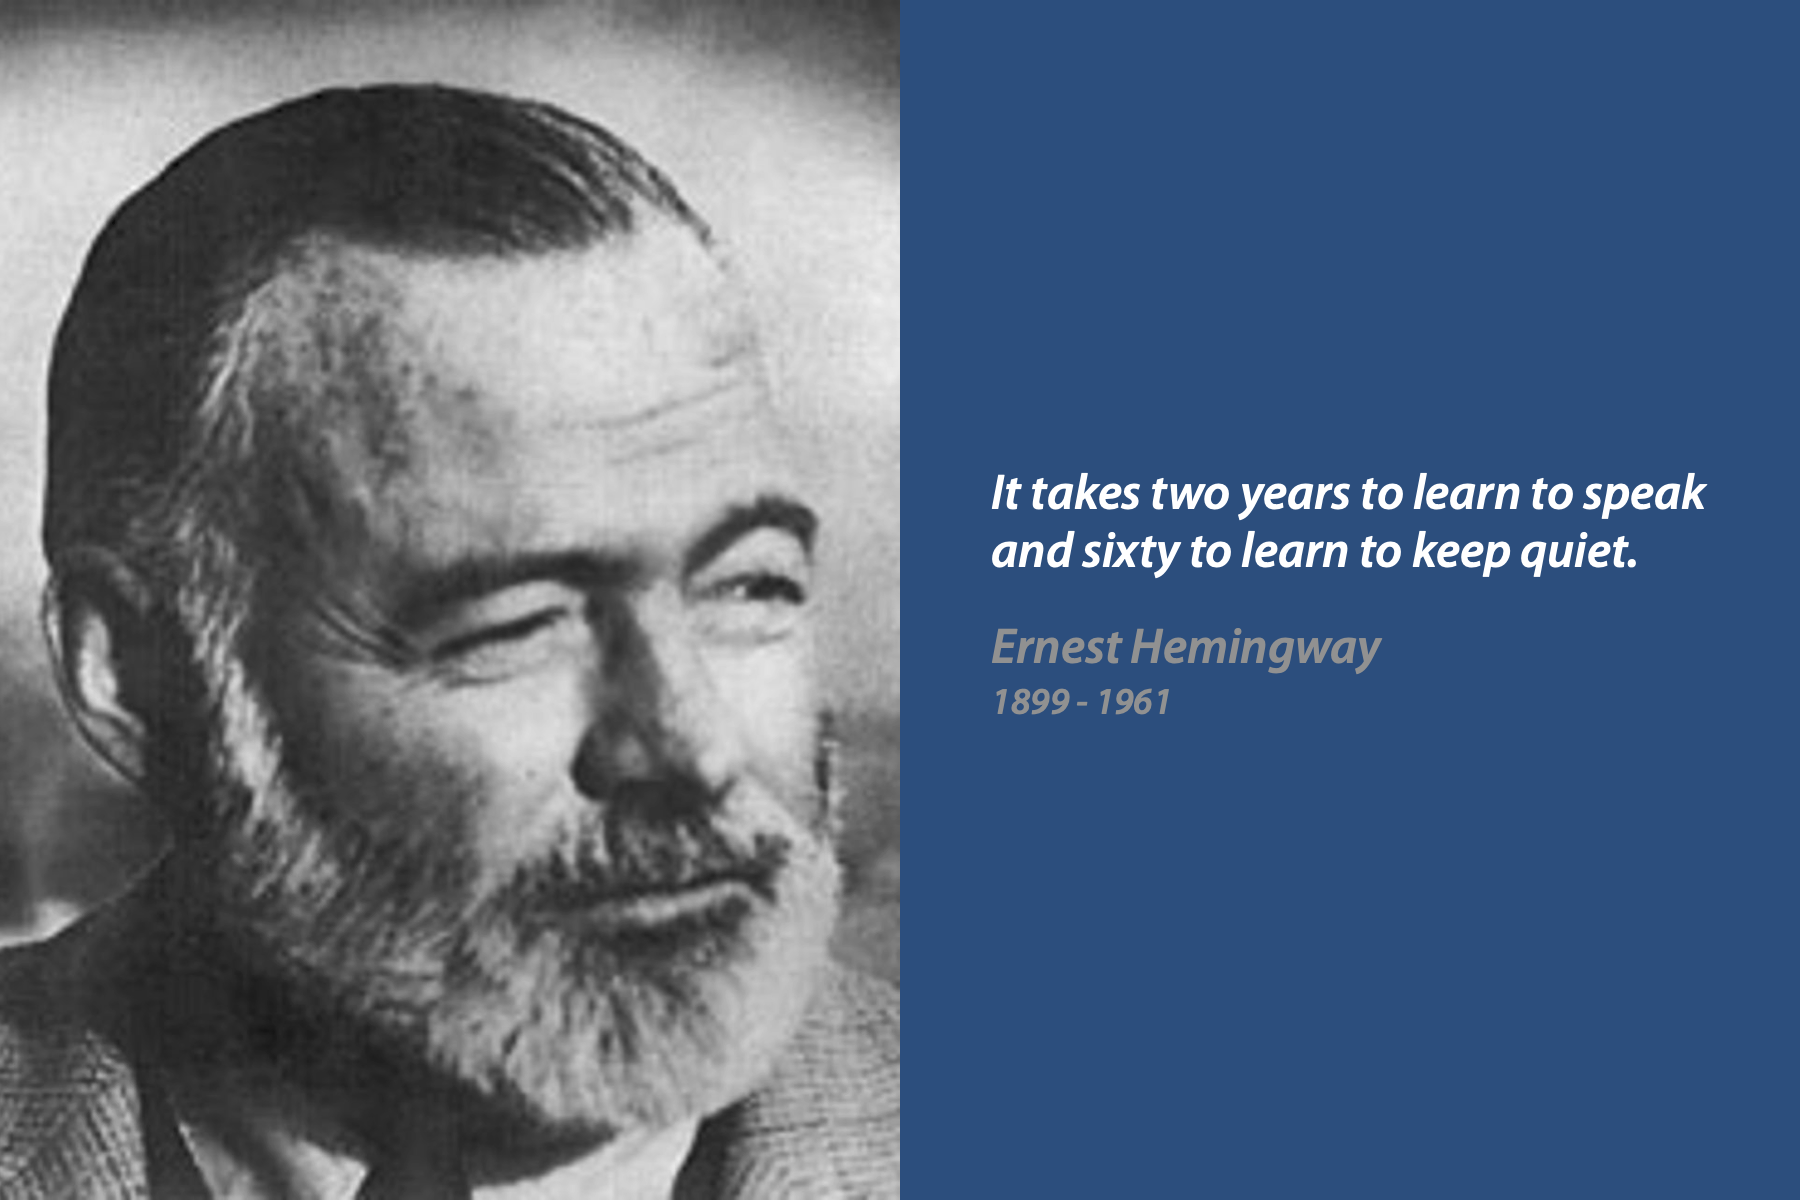 It takes two years to learn to speak
and sixty to learn to keep quiet.
Ernest Hemingway
1899 - 1961